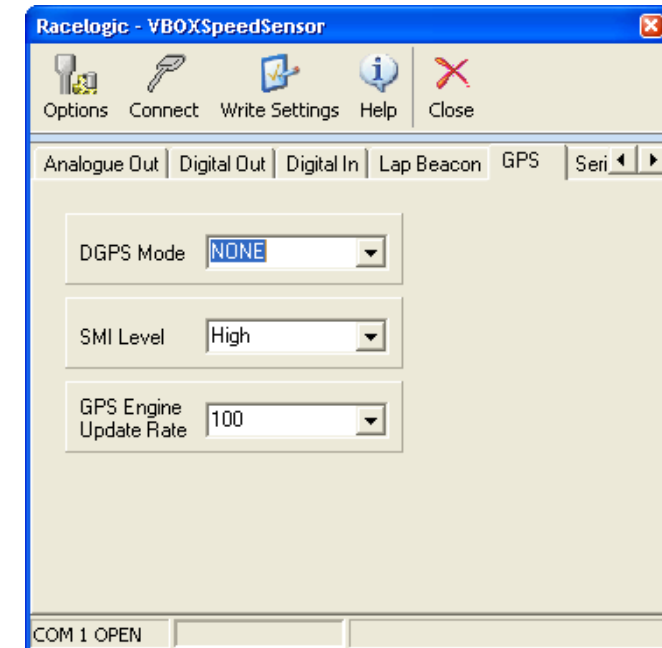 Racelogic - VBOXSpeedSensor
Options Connect Write Settings Help Close
Analogue Out Digital Out Digital In Lap Beacon GPS Seri
DGPS Mode NONE
SMI Level High
GPS Engine
Update Rate 100
COM 1 OPEN